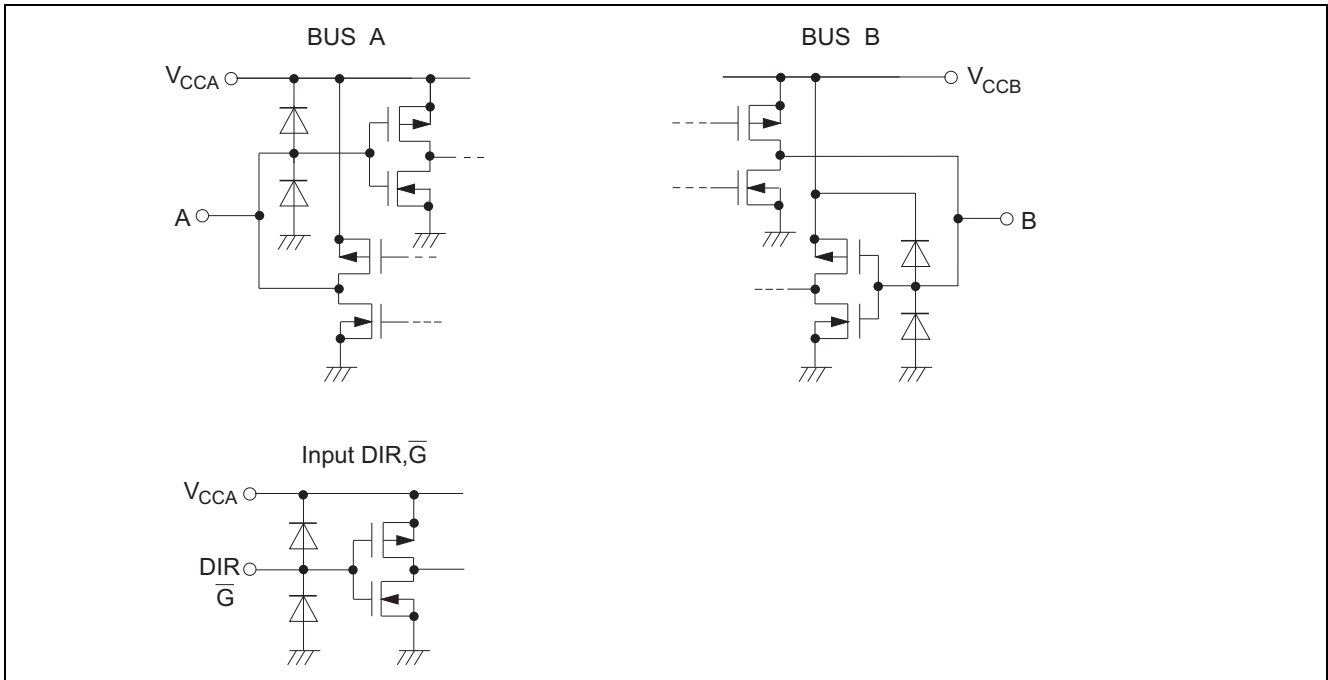 BUS A
BUS B
VCCA
VCCB
A
B
Input DIR,G̅
VCCA
DIR
G̅